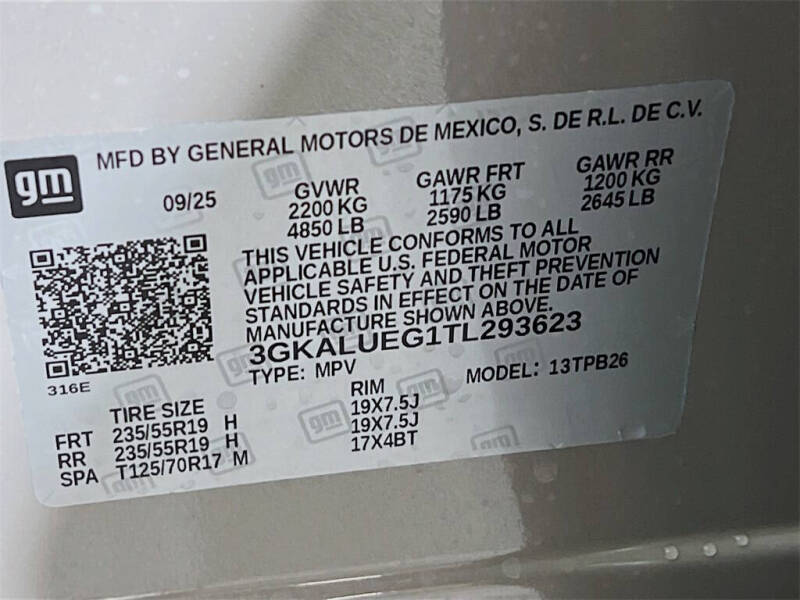 MFD BY GENERAL MOTORS DE MEXICO, S. DE R.L. DE C.V.
gm
09/25 GVWR GAWR FRT GAWR RR
2200 KG 1175 KG 1200 KG
4850 LB 2590 LB 2645 LB
THIS VEHICLE CONFORMS TO ALL
APPLICABLE U.S. FEDERAL MOTOR
VEHICLE SAFETY AND THEFT PREVENTION
STANDARDS IN EFFECT ON THE DATE OF
MANUFACTURE SHOWN ABOVE.
3GKALUEG1TL293623
316E
TYPE: MPV MODEL: 13TPB26
TIRE SIZE RIM
FRT 235/55R19 H 19X7.5J
RR 235/55R19 H 19X7.5J
SPA T125/70R17 M 17X4BT